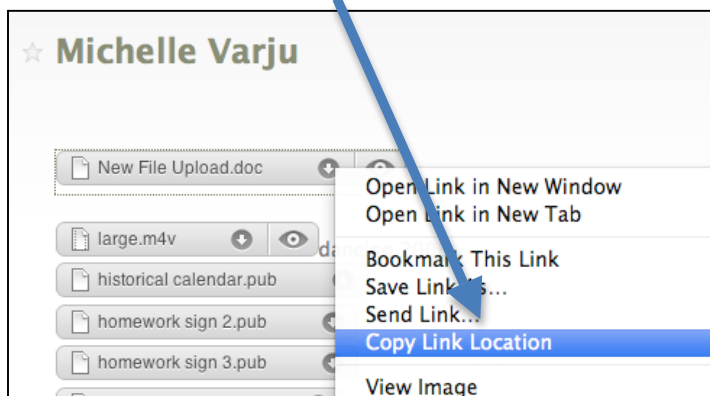 Michelle Varju
New File Upload.doc
Open Link in New Window
Open Link in New Tab
large.m4v
Bookmark This Link
historical calendar.pub
Save Link As...
Send Link...
homework sign 2.pub
Copy Link Location
homework sign 3.pub
View Image